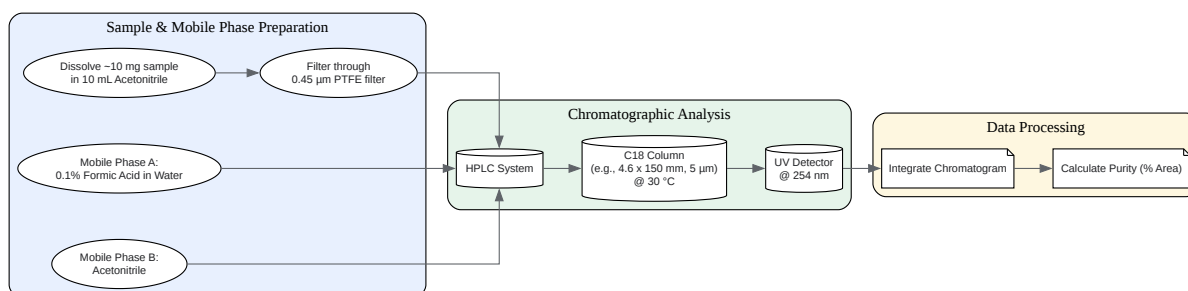 Sample & Mobile Phase Preparation
Dissolve ~10 mg sample
in 10 mL Acetonitrile
Filter through
0.45 µm PTFE filter
Mobile Phase A:
0.1% Formic Acid in Water
Mobile Phase B:
Acetonitrile
Chromatographic Analysis
HPLC System
C18 Column
(e.g., 4.6 x 150 mm, 5 µm)
@ 30 °C
UV Detector
@ 254 nm
Data Processing
Integrate Chromatogram
Calculate Purity (% Area)